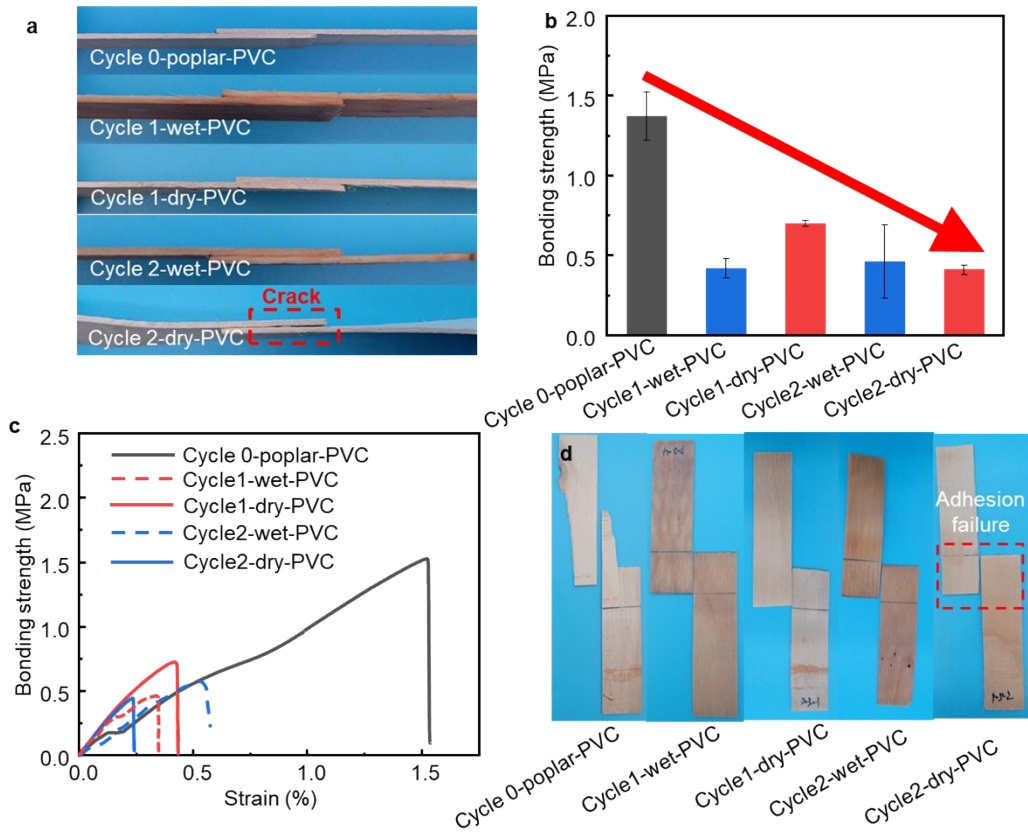 a
Cycle 0-poplar-PVC
Cycle 1-wet-PVC
Cycle 1-dry-PVC
Cycle 2-wet-PVC
Crack
Cycle 2-dry-PVC
b
Bonding strength (MPa)
2.0
1.5
1.0
0.5
0.0
Cycle 0-poplar-PVC
Cycle1-wet-PVC
Cycle1-dry-PVC
Cycle2-wet-PVC
Cycle2-dry-PVC
c
Bonding strength (MPa)
2.5
2.0
1.5
1.0
0.5
0.0
Cycle 0-poplar-PVC
Cycle1-wet-PVC
Cycle1-dry-PVC
Cycle2-wet-PVC
Cycle2-dry-PVC
0.0
0.5
1.0
1.5
Strain (%)
d
Adhesion
failure
Cycle 0-poplar-PVC
Cycle1-wet-PVC
Cycle1-dry-PVC
Cycle2-wet-PVC
Cycle2-dry-PVC